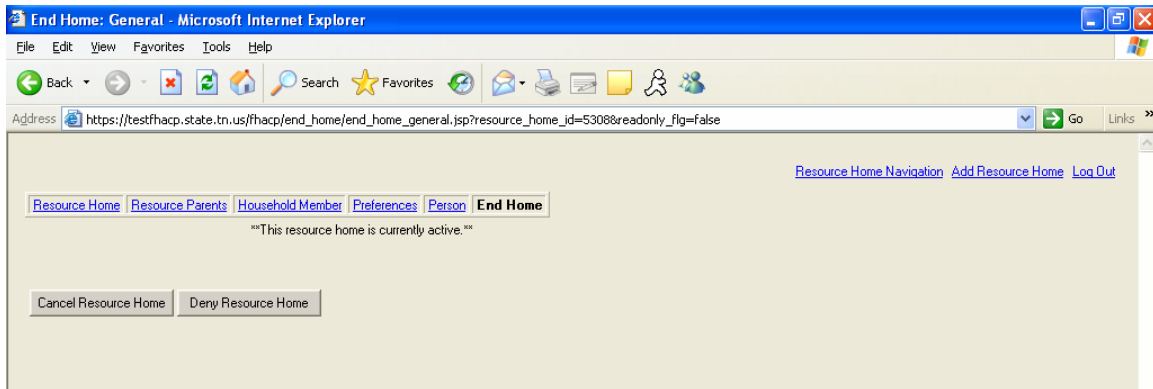 End Home: General - Microsoft Internet Explorer
File Edit View Favorites Tools Help
Back Search Favorites
Address https://testfhacp.state.tn.us/fhacp/end_home/end_home_general.jsp?resource_home_id=5308&readonly_flg=false Go Links »
Resource Home Navigation Add Resource Home Log Out
Resource Home Resource Parents Household Member Preferences Person End Home
**This resource home is currently active.**
Cancel Resource Home Deny Resource Home